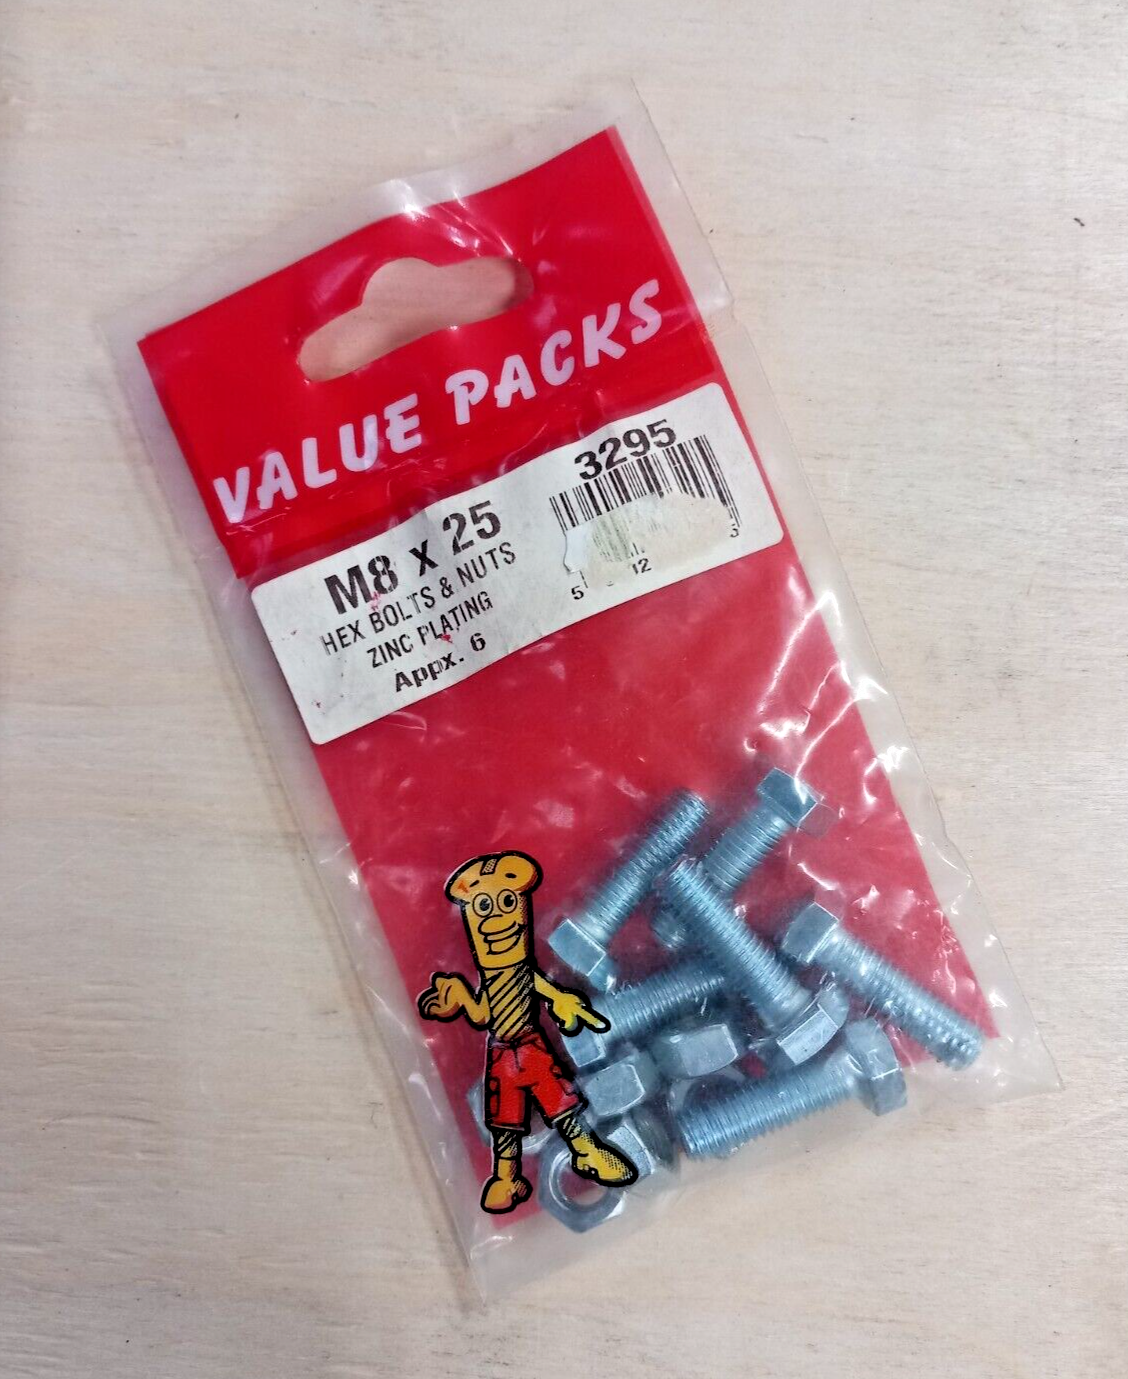 VALUE PACKS
3295
M8 x 25
HEX BOLTS & NUTS
ZINC PLATING
Appx. 6